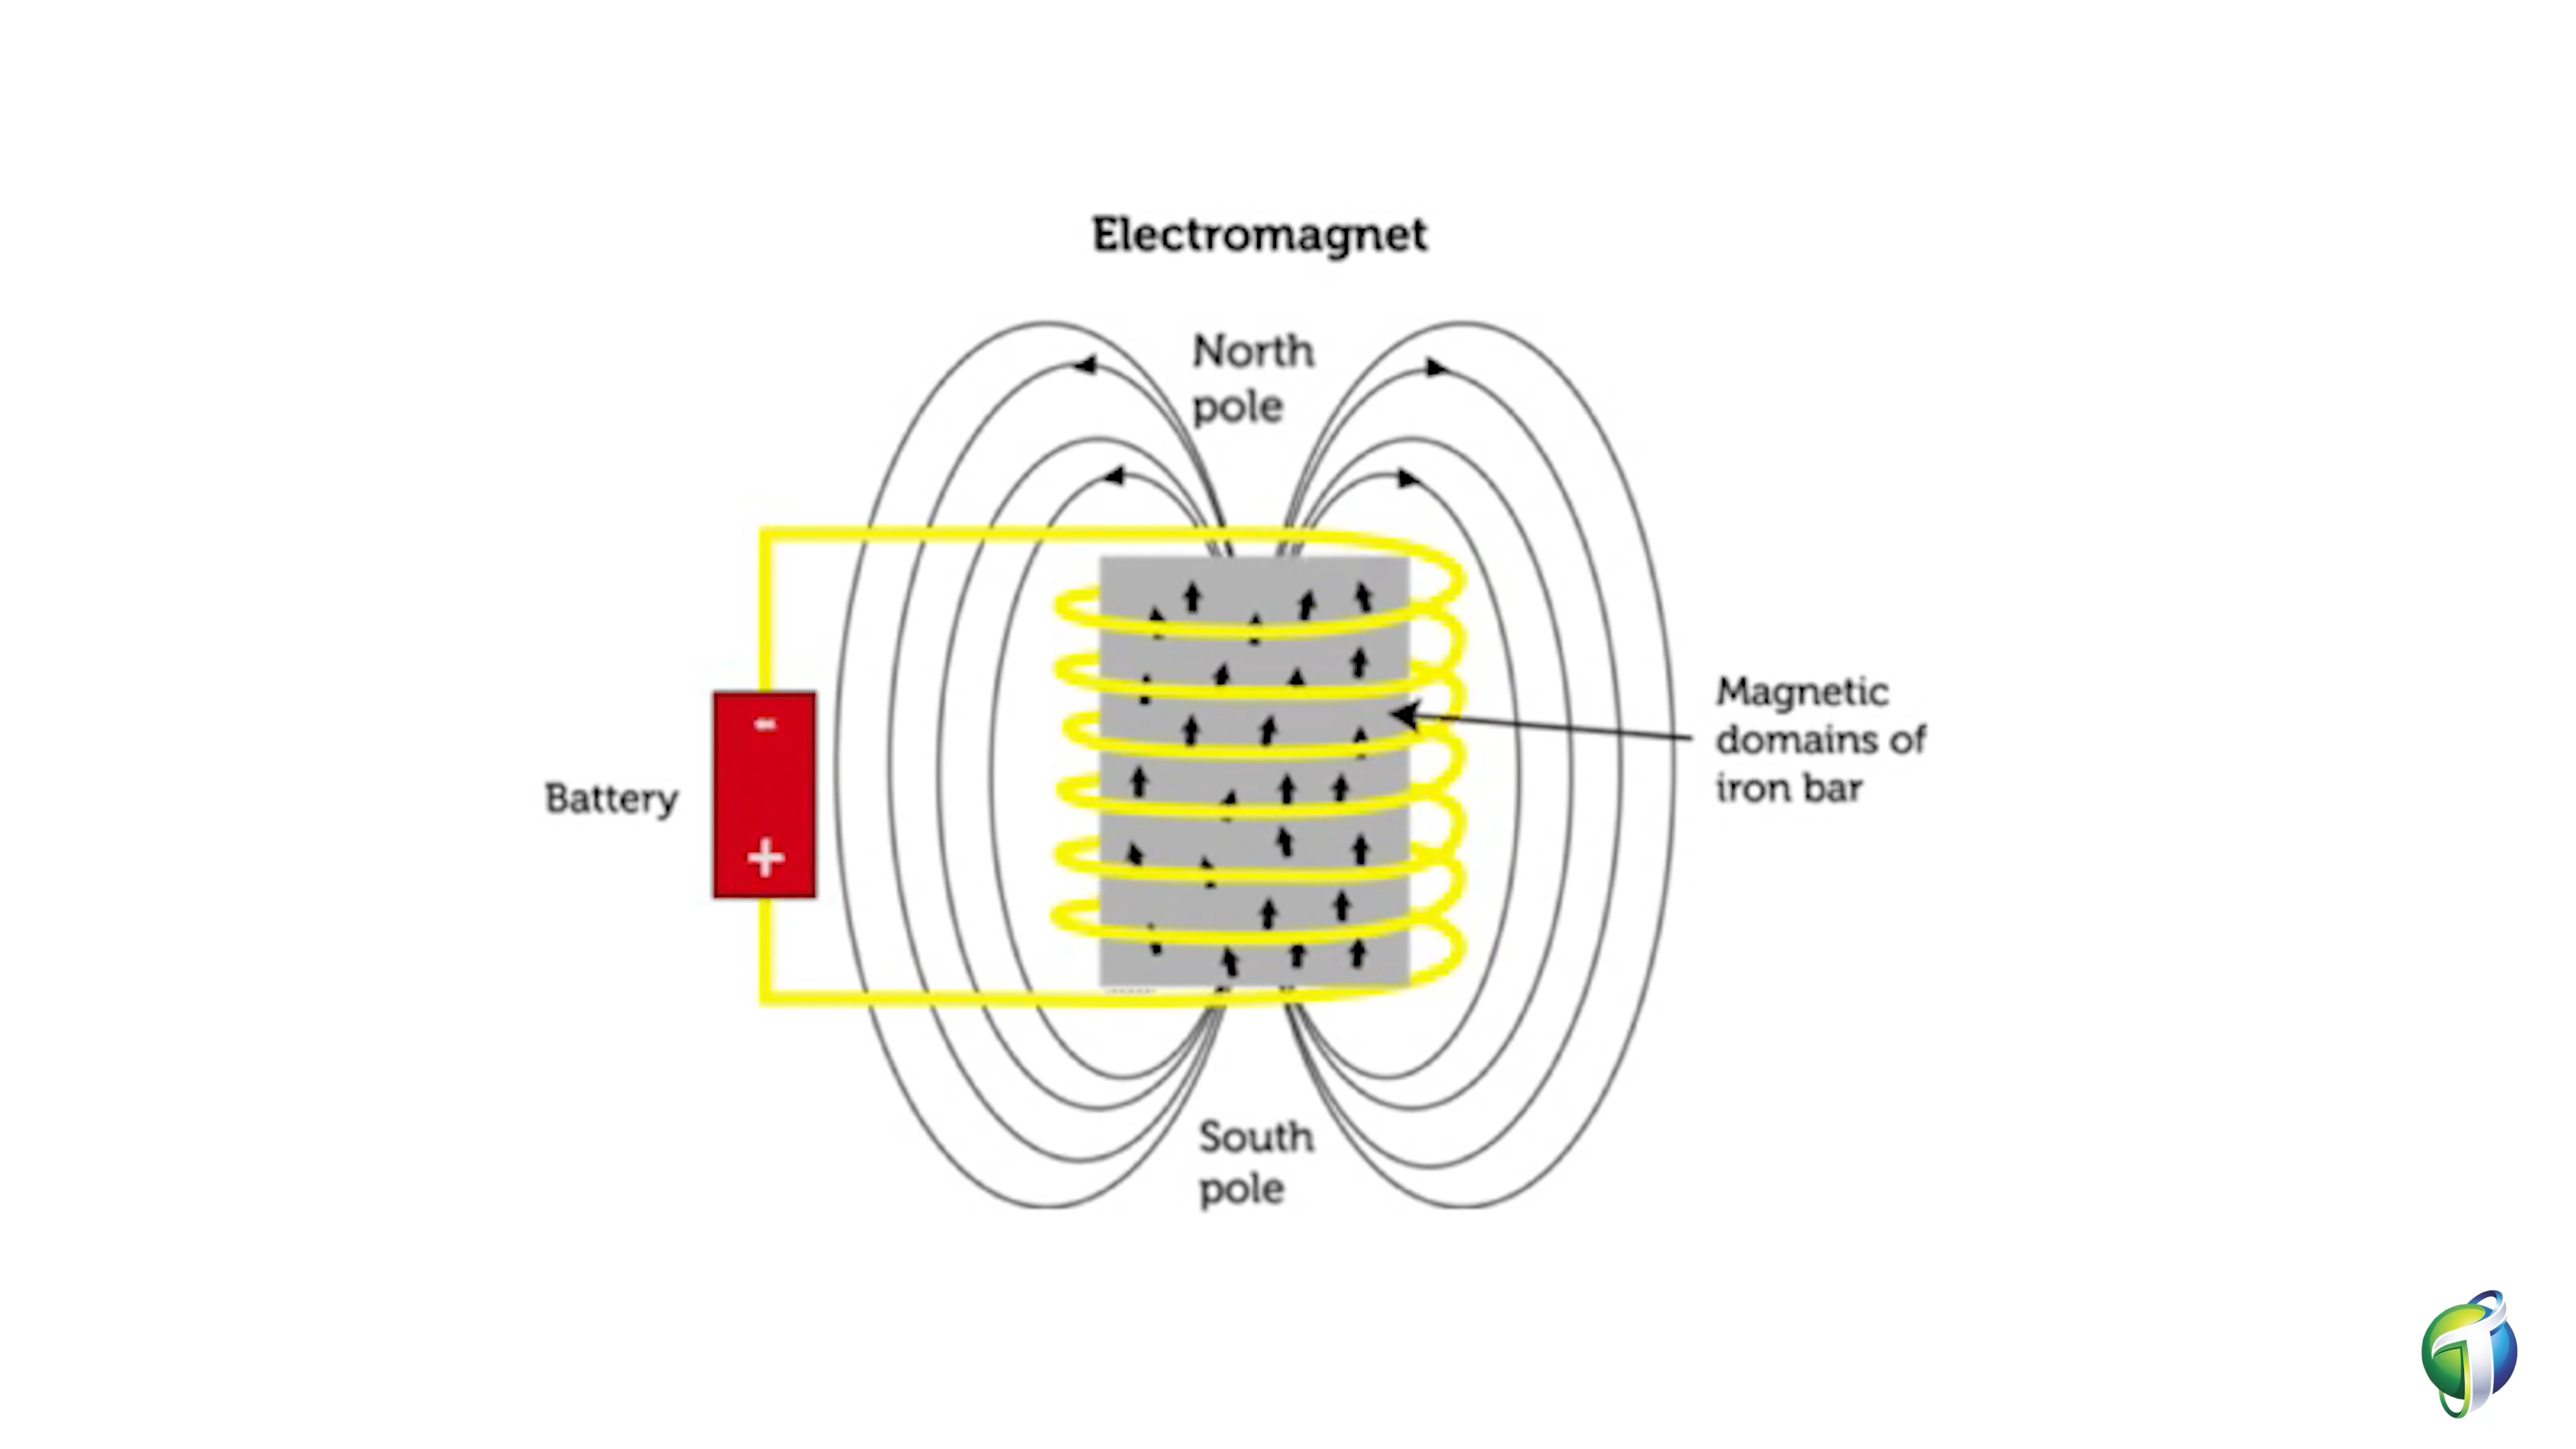 Electromagnet
North
pole
Magnetic
domains of
iron bar
-
Battery
+
South
pole